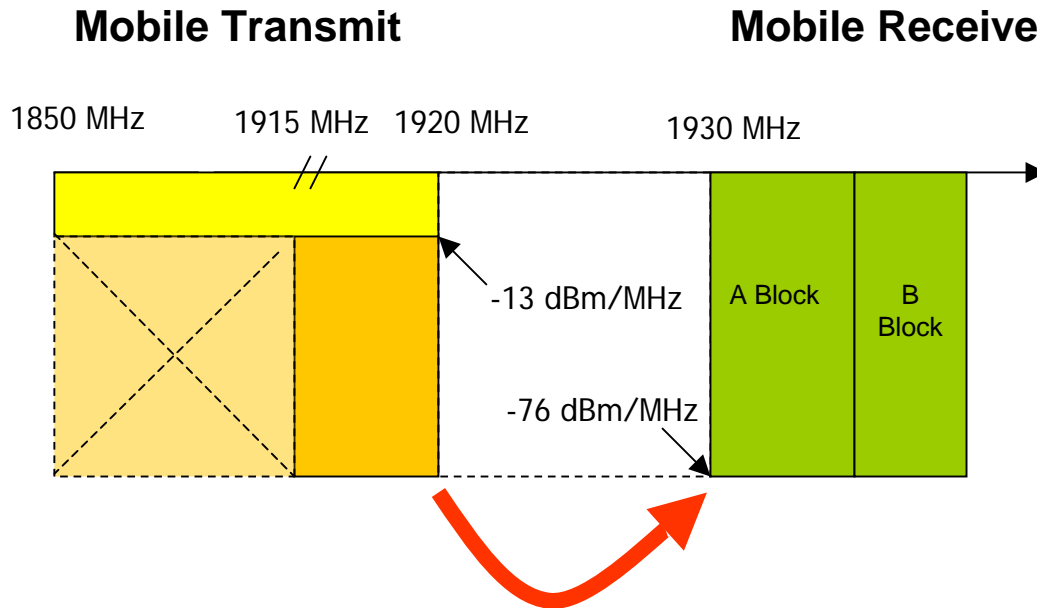 Mobile Transmit
Mobile Receive
1850 MHz
1915 MHz
1920 MHz
1930 MHz
-13 dBm/MHz
A Block
B
Block
-76 dBm/MHz